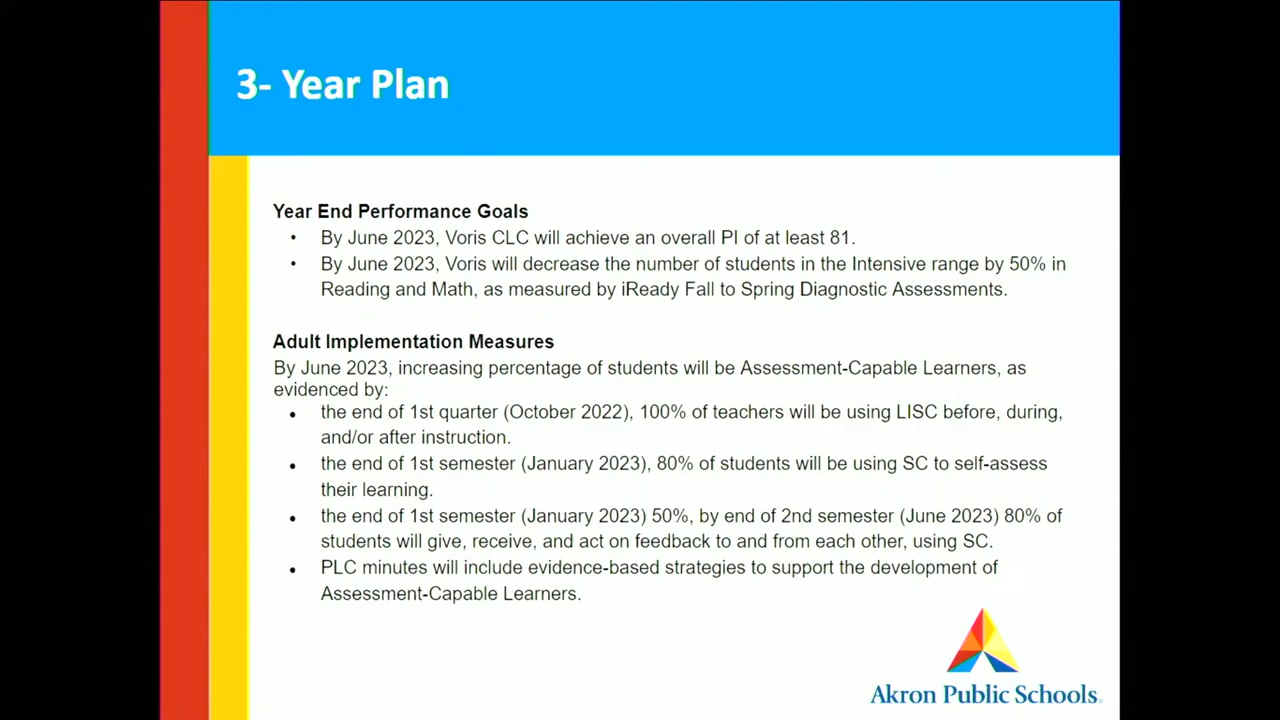 3- Year Plan
Year End Performance Goals
• By June 2023, Voris CLC will achieve an overall PI of at least 81.
• By June 2023, Voris will decrease the number of students in the Intensive range by 50% in
Reading and Math, as measured by iReady Fall to Spring Diagnostic Assessments.
Adult Implementation Measures
By June 2023, increasing percentage of students will be Assessment-Capable Learners, as
evidenced by:
• the end of 1st quarter (October 2022), 100% of teachers will be using LISC before, during,
and/or after instruction.
• the end of 1st semester (January 2023), 80% of students will be using SC to self-assess
their learning.
• the end of 1st semester (January 2023) 50%, by end of 2nd semester (June 2023) 80% of
students will give, receive, and act on feedback to and from each other, using SC.
• PLC minutes will include evidence-based strategies to support the development of
Assessment-Capable Learners.
Akron Public Schools